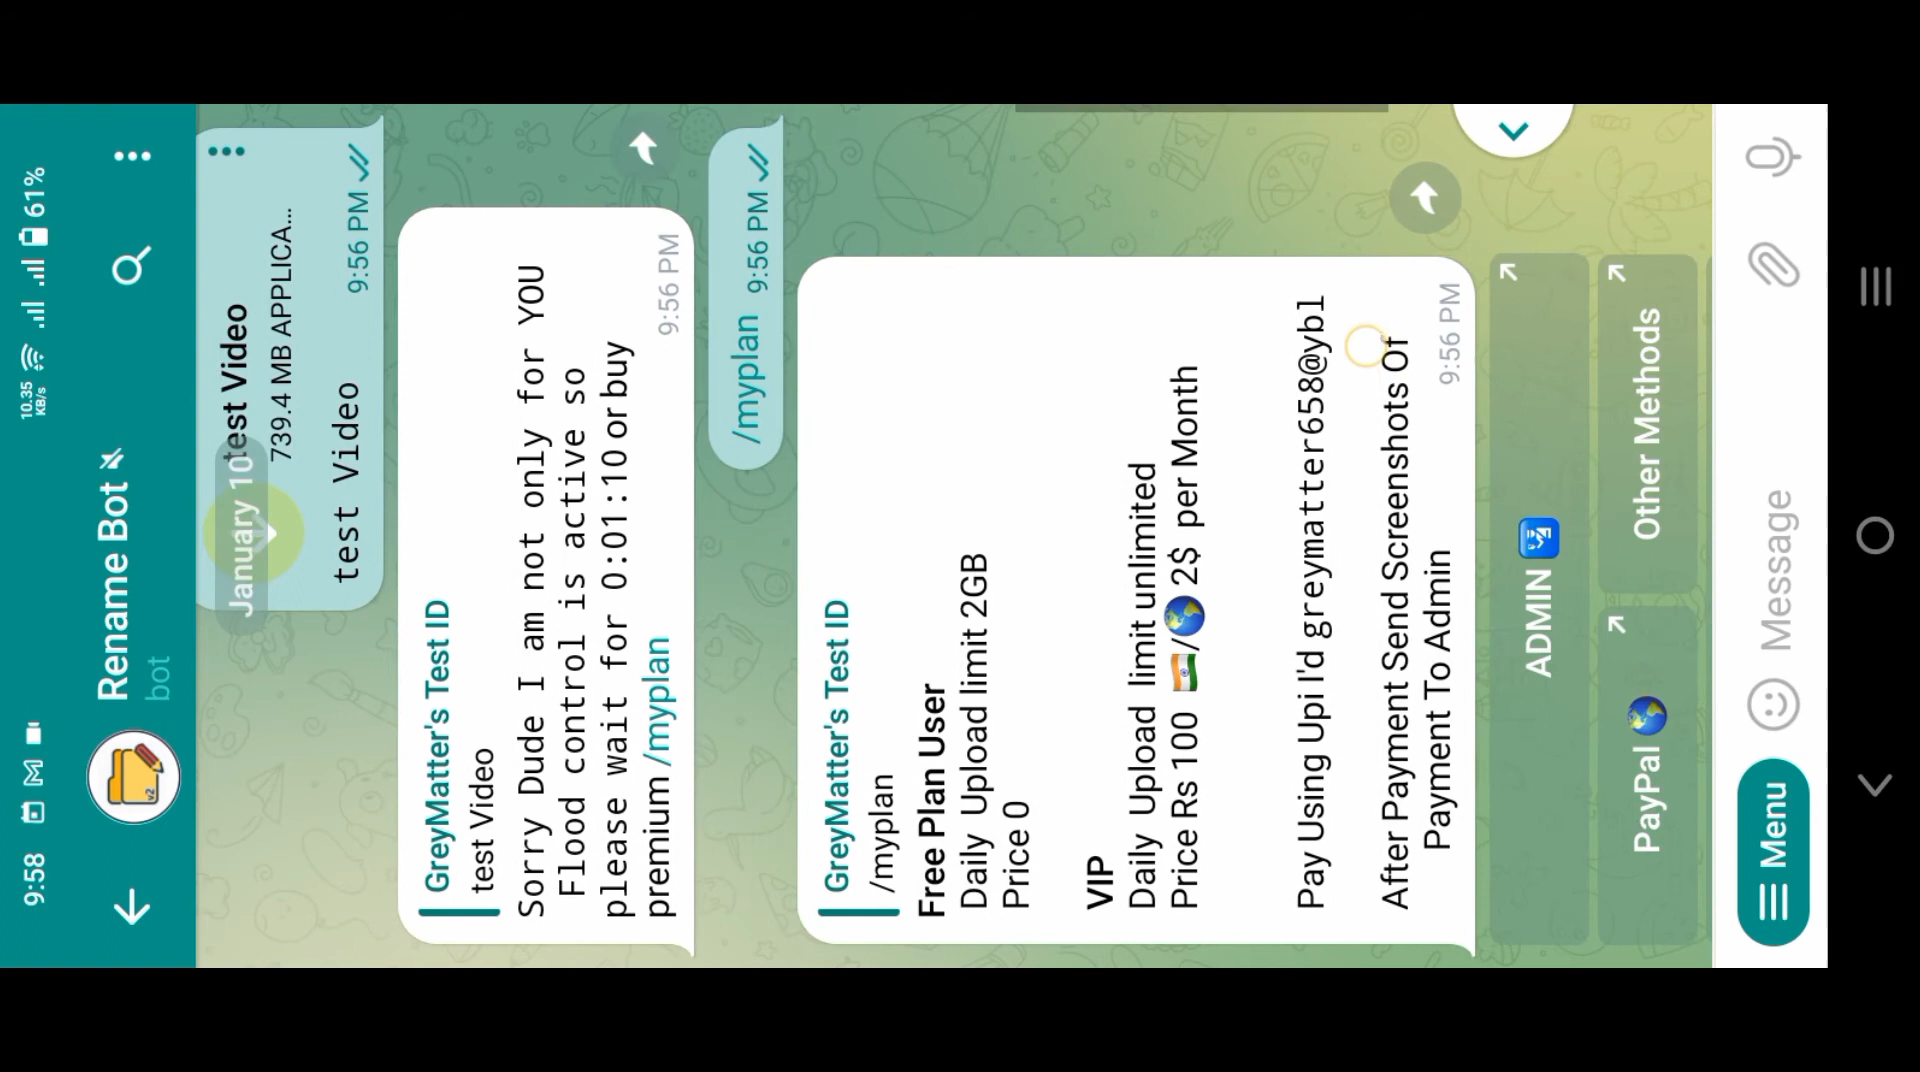 9:58
10.35
KB/s
61%
Rename Bot
bot
January 10
test Video
739.4 MB APPLICA...
test Video
9:56 PM
GreyMatter's Test ID
test Video
Sorry Dude I am not only for YOU
Flood control is active so
please wait for 0:01:10 or buy
premium /myplan
9:56 PM
/myplan 9:56 PM
GreyMatter's Test ID
/myplan
Free Plan User
Daily Upload limit 2GB
Price 0
VIP
Daily Upload limit unlimited
Price Rs 100 🇮🇳/🌎 2$ per Month
Pay Using Upi I'd greymatter658@ybl
After Payment Send Screenshots Of
Payment To Admin
9:56 PM
ADMIN 🛂
PayPal 🌎
Other Methods
Menu
Message